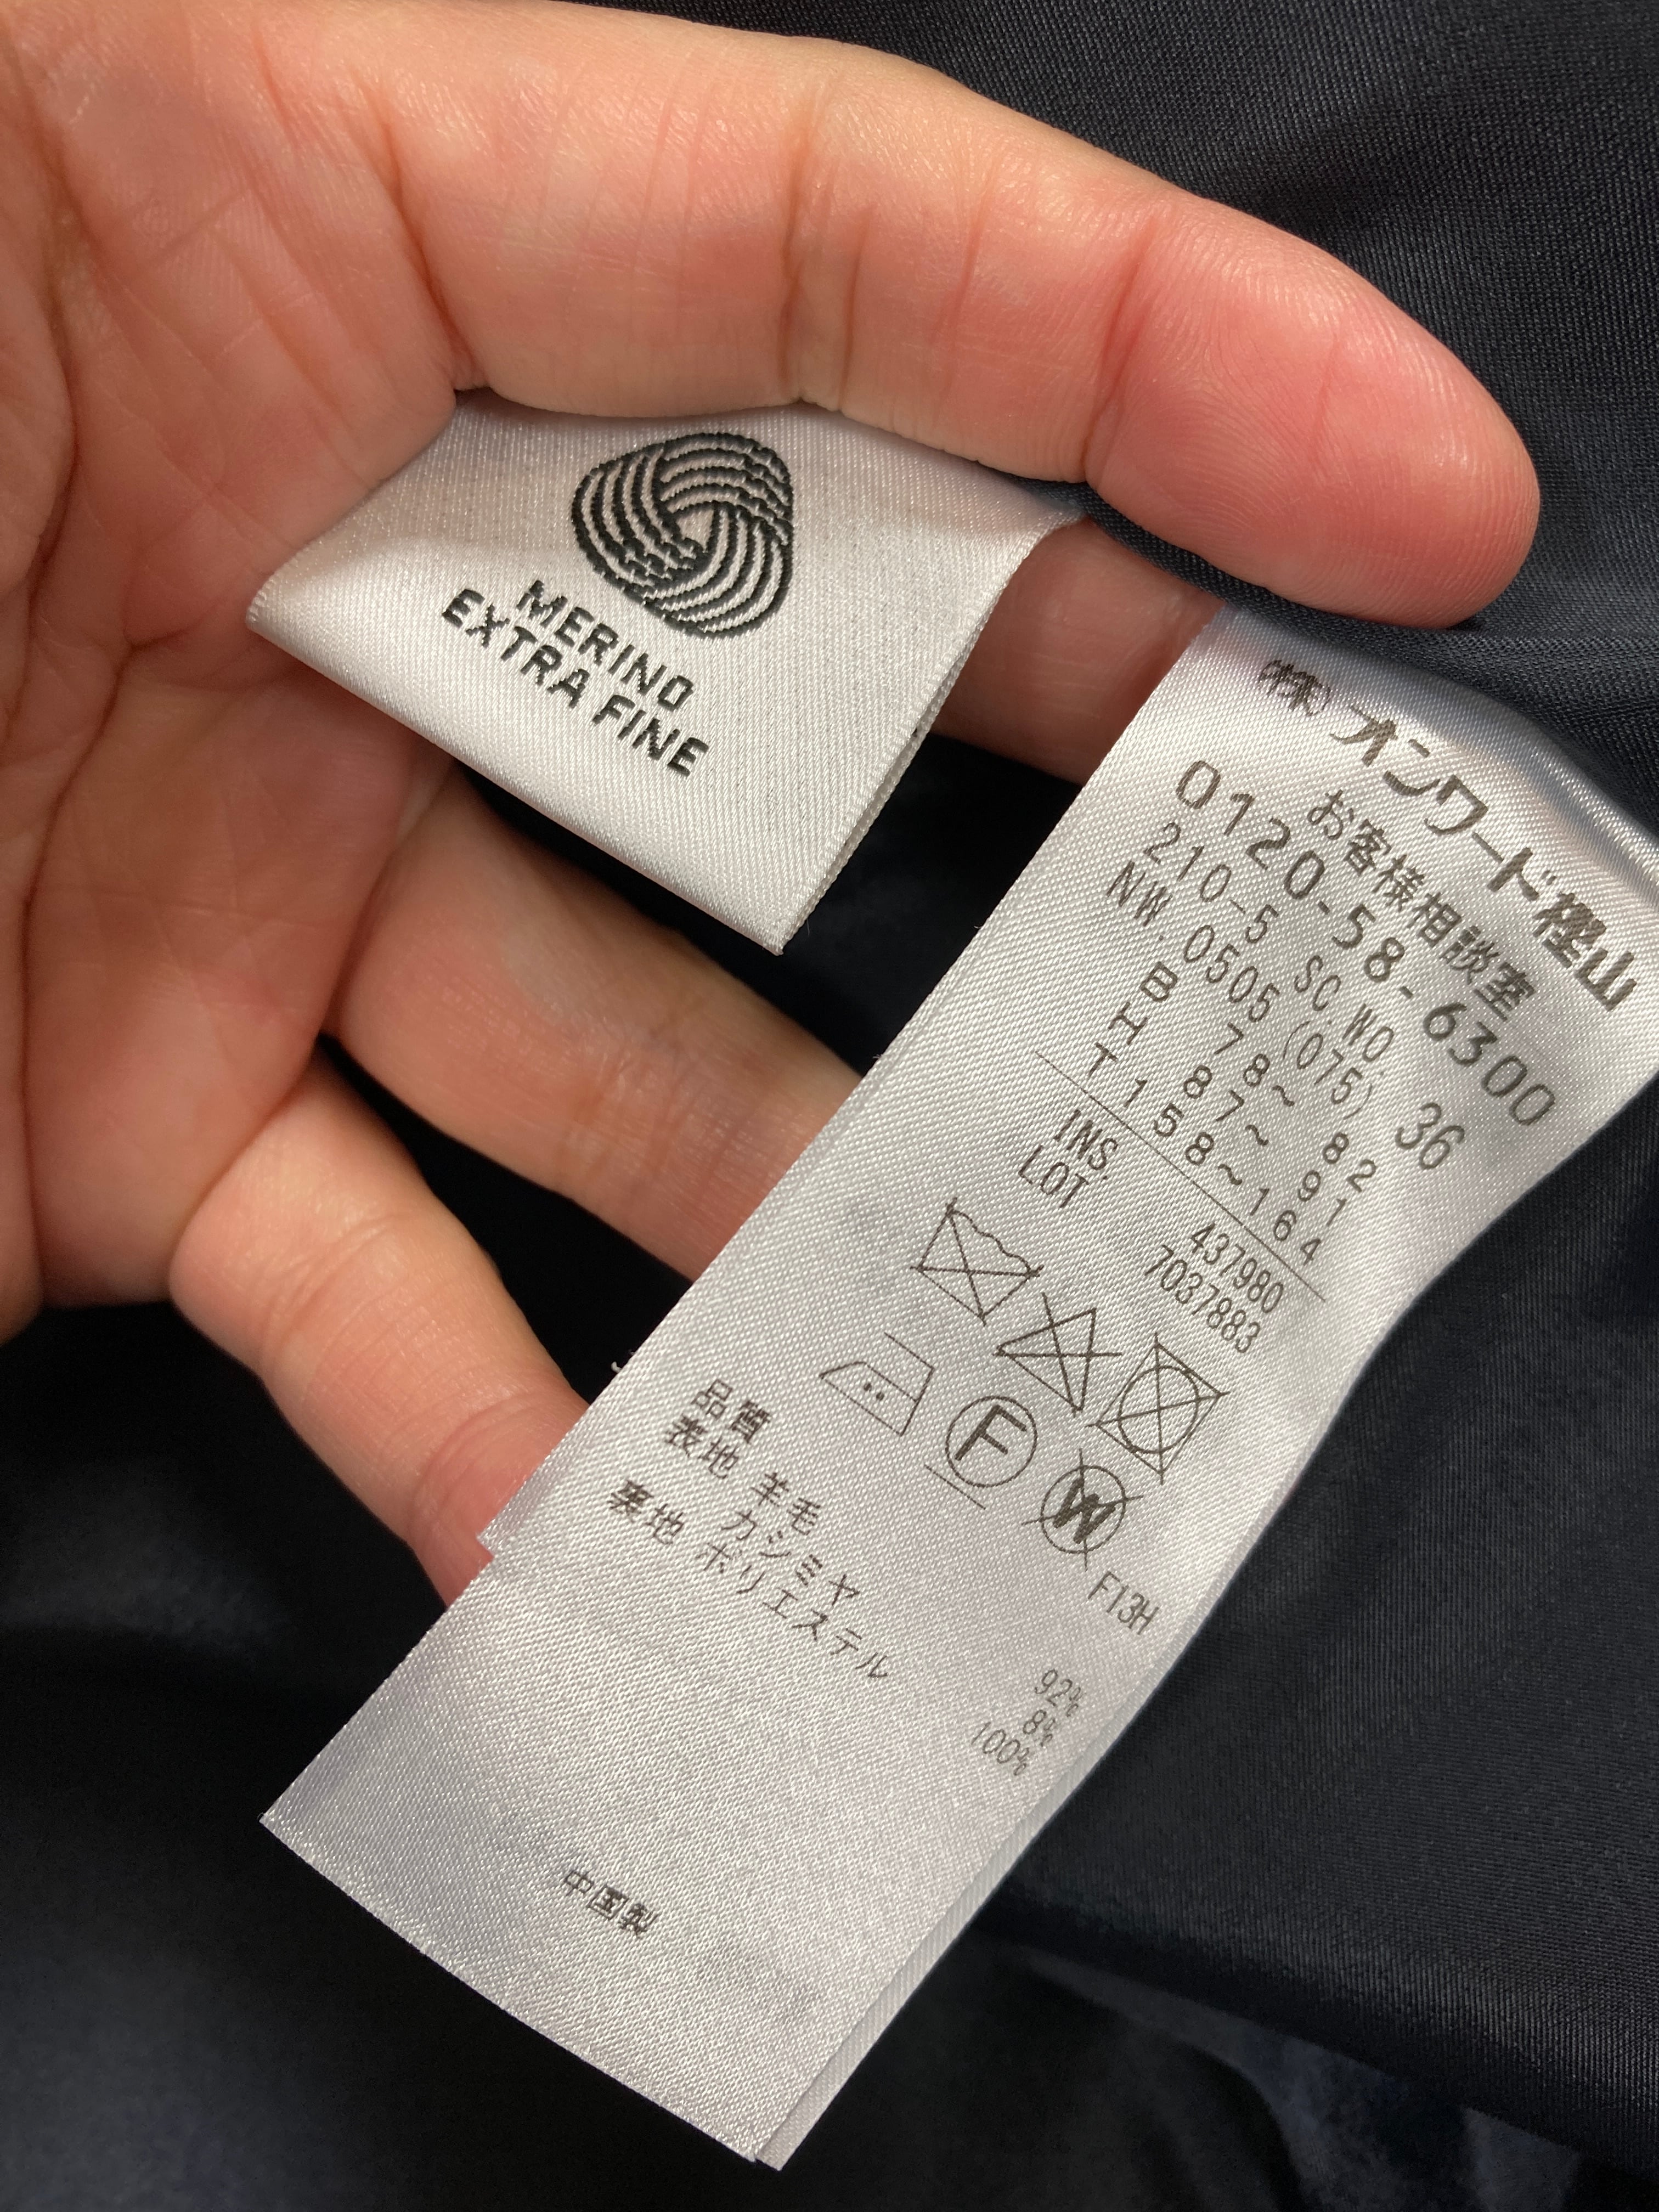 MERINO
EXTRA FINE
(株)オンワード樫山
お客様相談室
0120-58-6300
210-5 SC WO. 36
NW.0505(075)
B 78~ 82
H 87~ 91
T158~164
INS. 437980
LOT 7037883
F
W
F13H
品質
表地 羊毛 92%
カシミヤ 8%
裏地 ポリエステル 100%
中国製